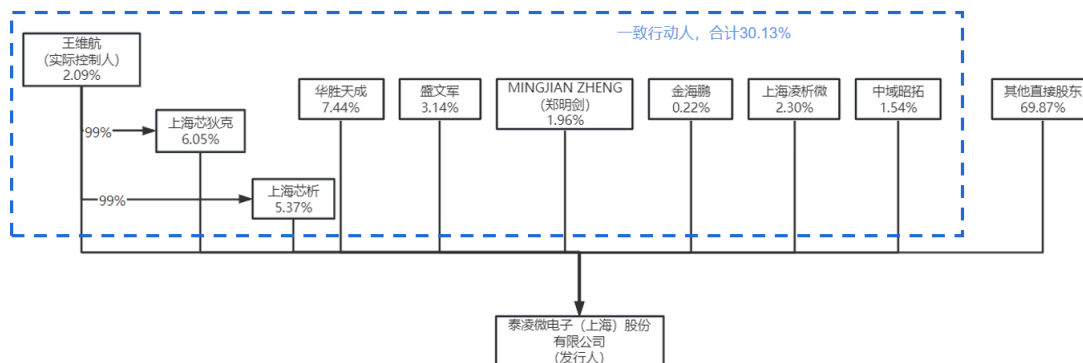 一致行动人，合计30.13%
王维航
（实际控制人）
2.09%
华胜天成
7.44%
盛文军
3.14%
MINGJIAN ZHENG
（郑明剑）
1.96%
金海鹏
0.22%
上海凌析微
2.30%
中域昭拓
1.54%
其他直接股东
69.87%
99%
上海芯狄克
6.05%
99%
上海芯析
5.37%
泰凌微电子（上海）股份
有限公司
（发行人）